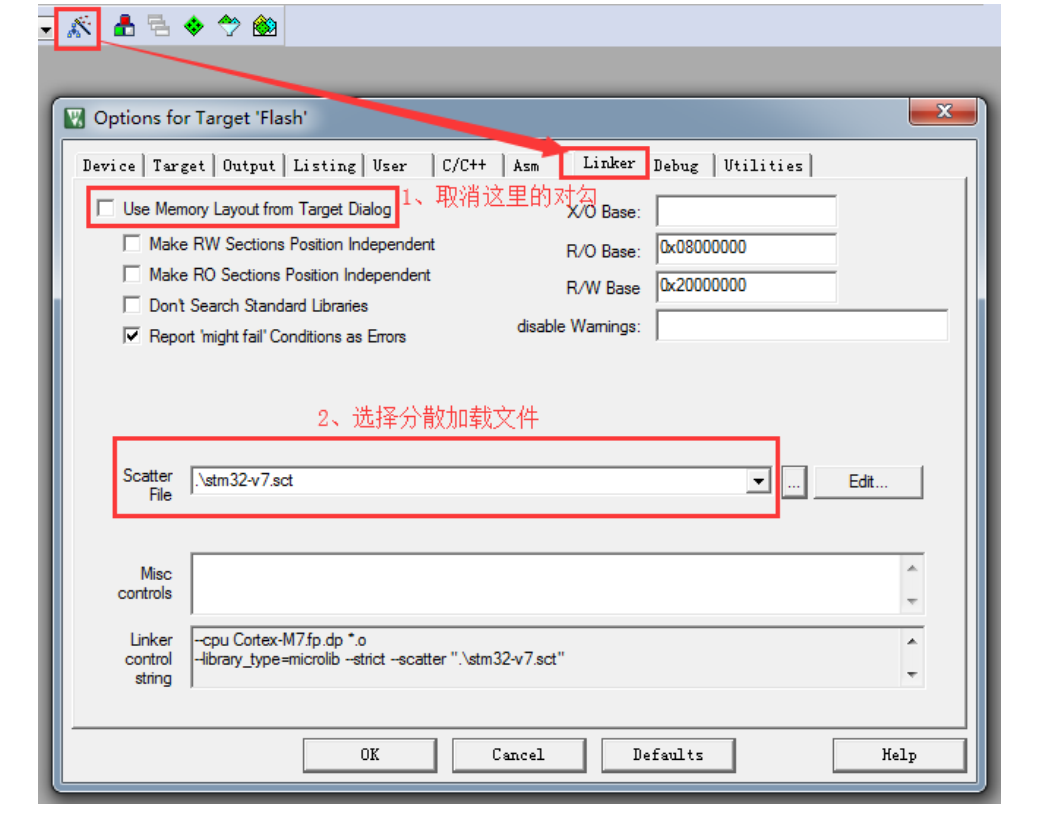 Options for Target 'Flash'
Device Target Output Listing User C/C++ Asm Linker Debug Utilities
1、取消这里的对勾
Use Memory Layout from Target Dialog
X/O Base:
Make RW Sections Position Independent
R/O Base: 0x08000000
Make RO Sections Position Independent
R/W Base 0x20000000
Don't Search Standard Libraries
disable Warnings:
Report 'might fail' Conditions as Errors
2、选择分散加载文件
Scatter
File
.\stm32-v7.sct
...
Edit...
Misc
controls
Linker
control
string
--cpu Cortex-M7.fp.dp *.o
--library_type=microlib --strict --scatter ".\stm32-v7.sct"
OK Cancel Defaults Help